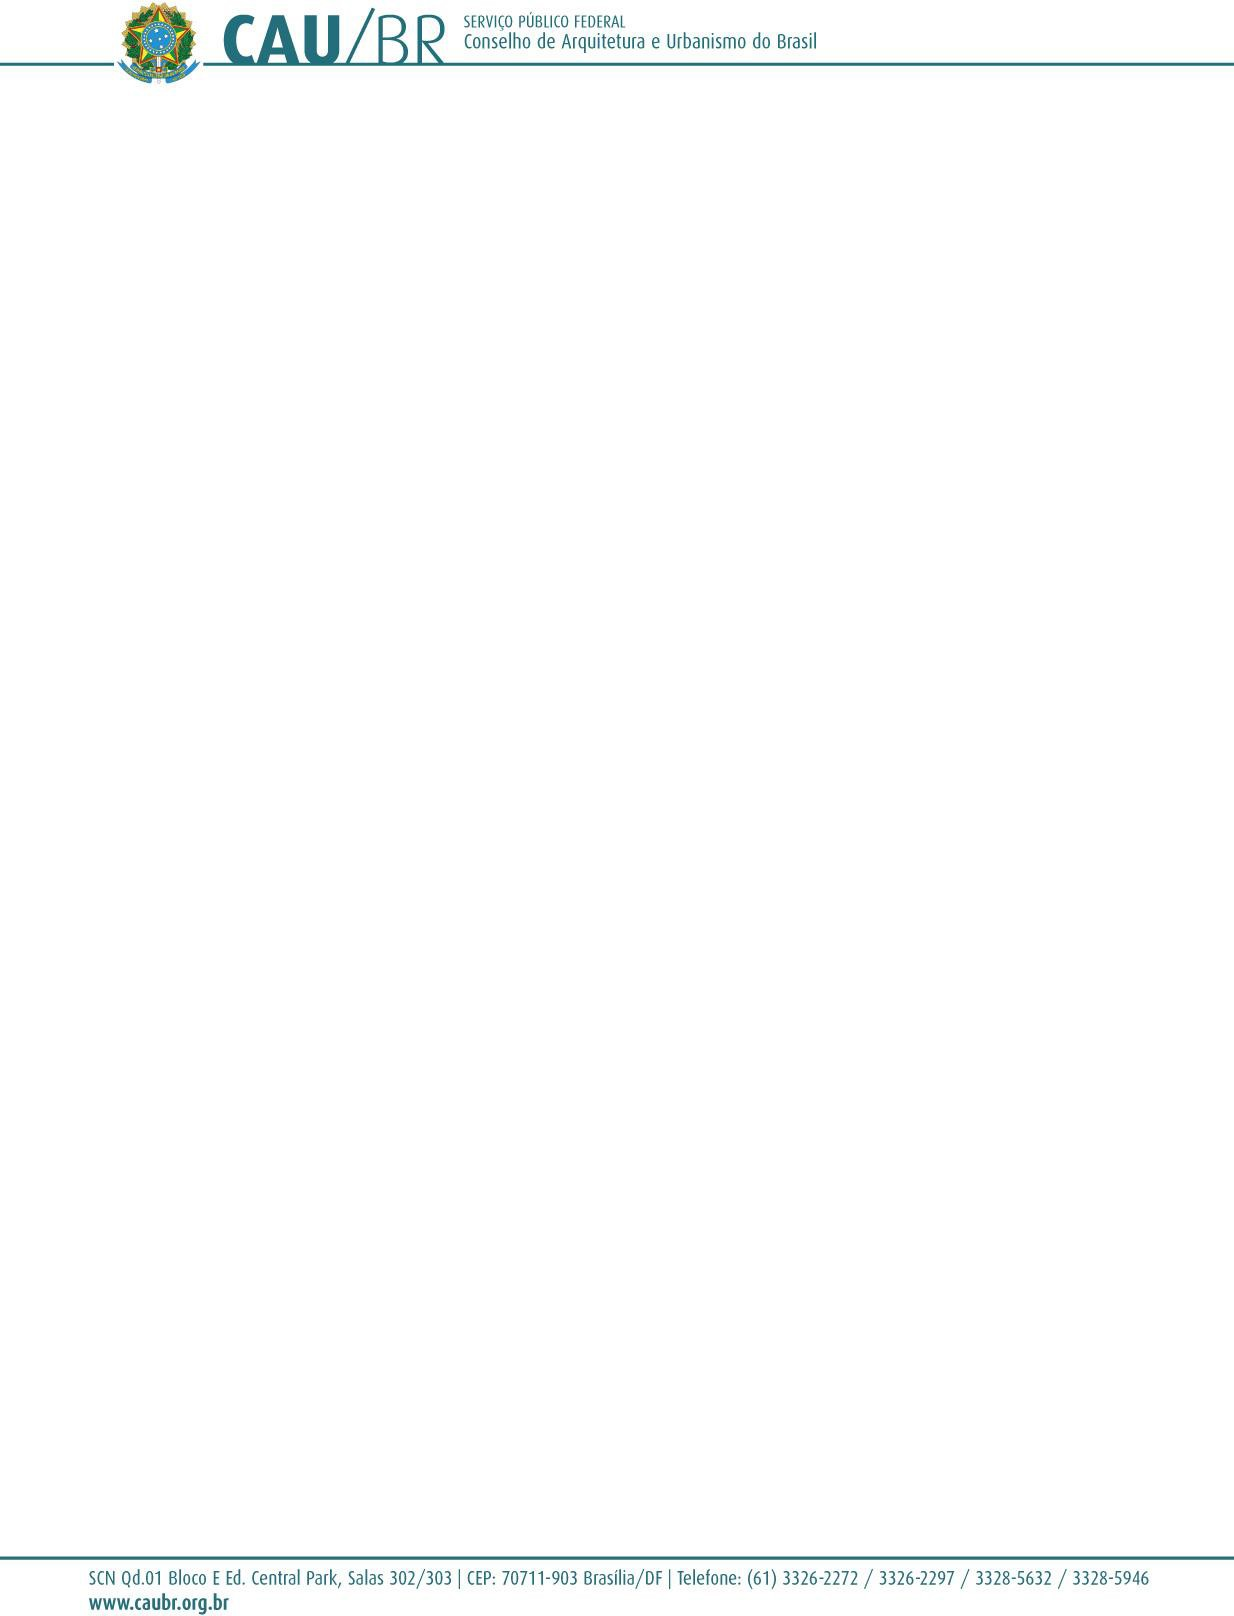 CAU/BR
SERVIÇO PÚBLICO FEDERAL
Conselho de Arquitetura e Urbanismo do Brasil
SCN Qd.01 Bloco E Ed. Central Park, Salas 302/303 | CEP: 70711-903 Brasília/DF | Telefone: (61) 3326-2272 / 3326-2297 / 3328-5632 / 3328-5946
www.caubr.org.br